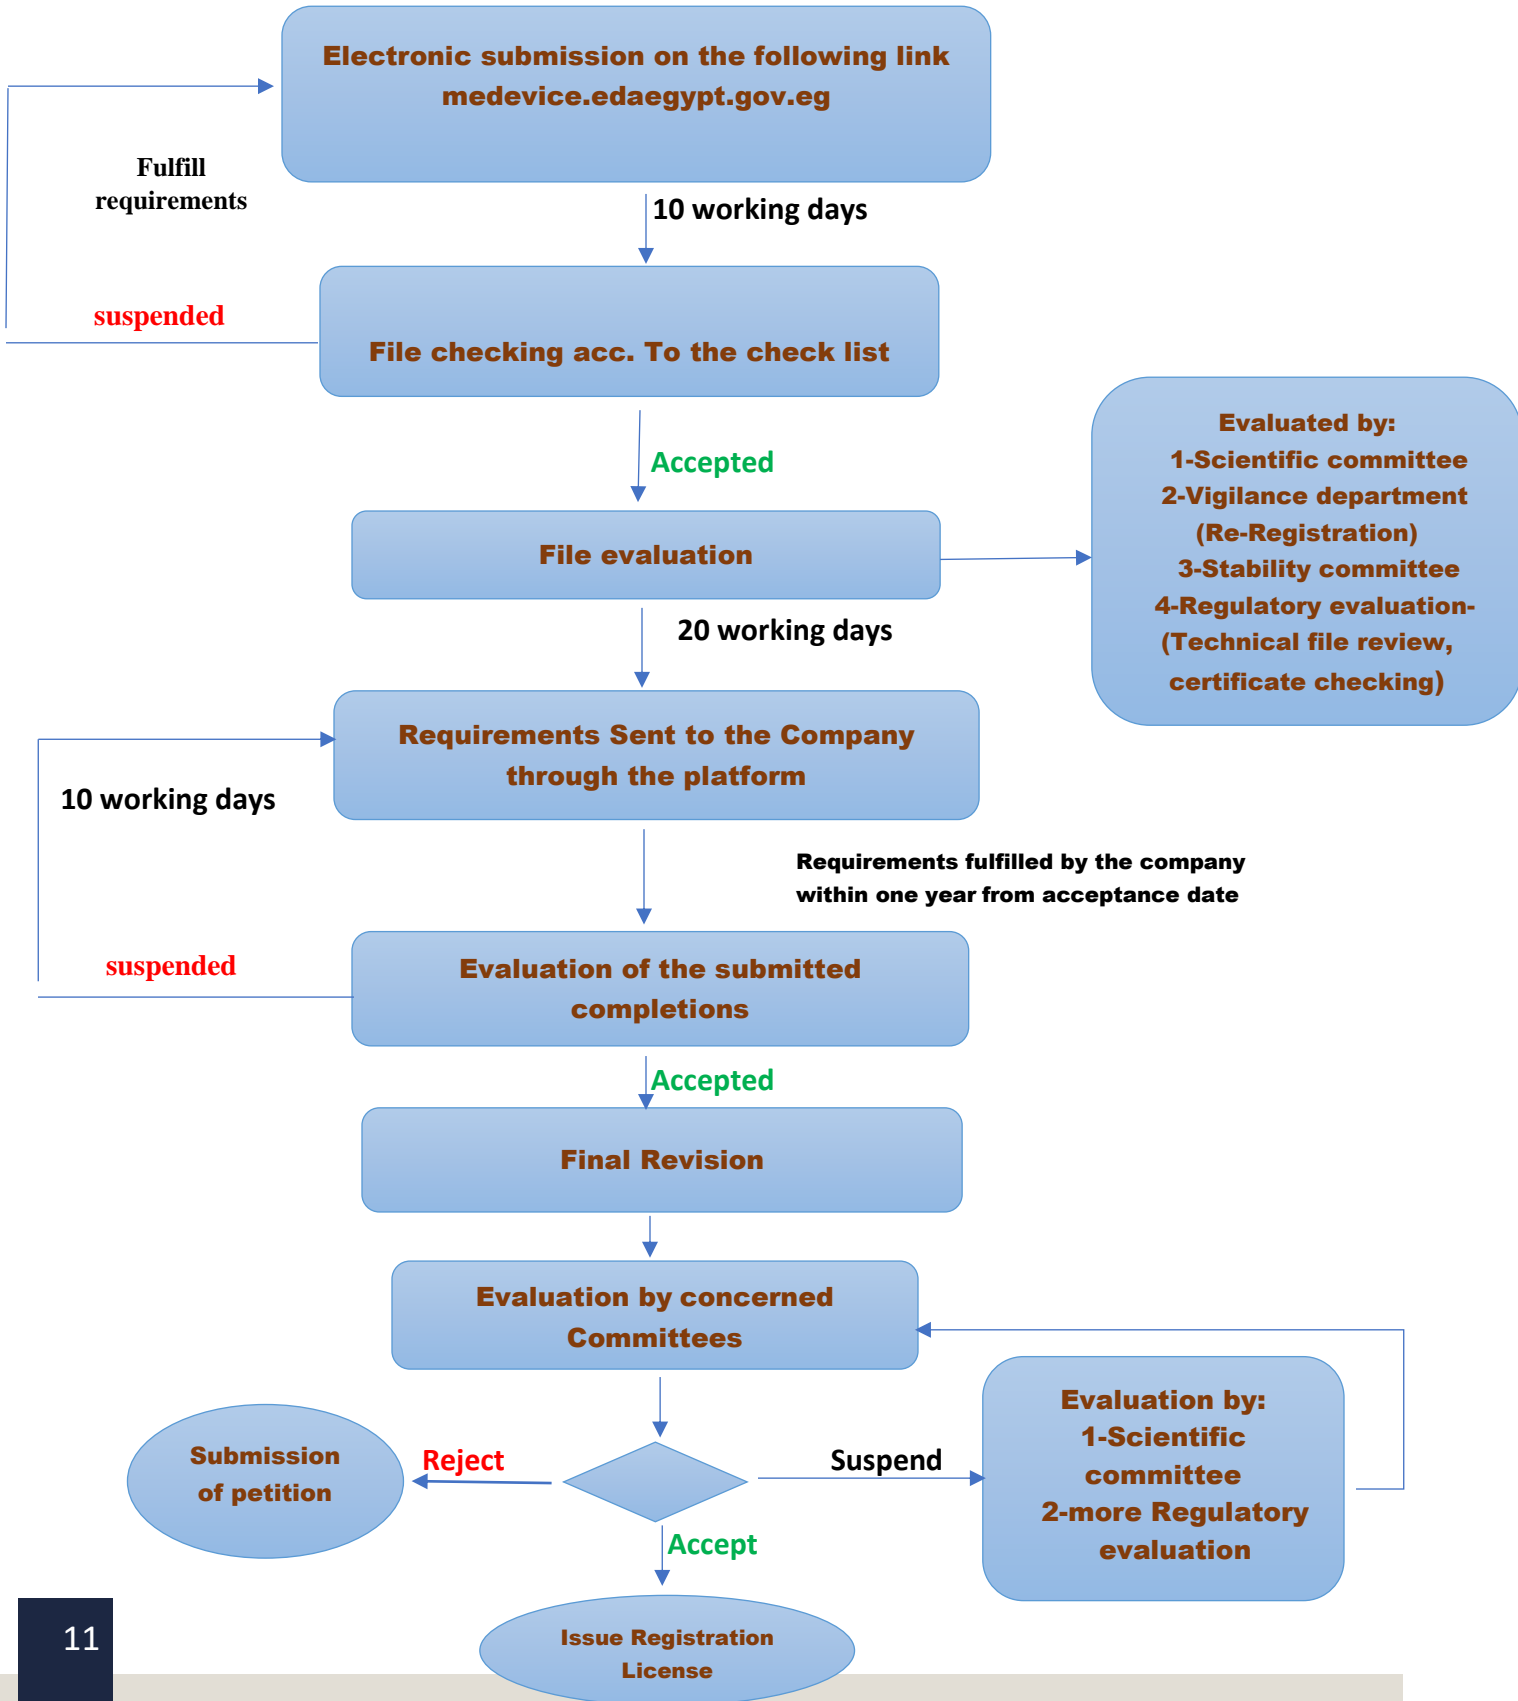 Electronic submission on the following link
medevice.edaegypt.gov.eg
Fulfill
requirements
10 working days
suspended
File checking acc. To the check list
Accepted
Evaluated by:
1-Scientific committee
2-Vigilance department
(Re-Registration)
3-Stability committee
4-Regulatory evaluation-
(Technical file review,
certificate checking)
File evaluation
20 working days
Requirements Sent to the Company
through the platform
10 working days
Requirements fulfilled by the company
within one year from acceptance date
suspended
Evaluation of the submitted
completions
Accepted
Final Revision
Evaluation by concerned
Committees
Submission
of petition
Reject
Suspend
Evaluation by:
1-Scientific
committee
2-more Regulatory
evaluation
Accept
Issue Registration
License
11